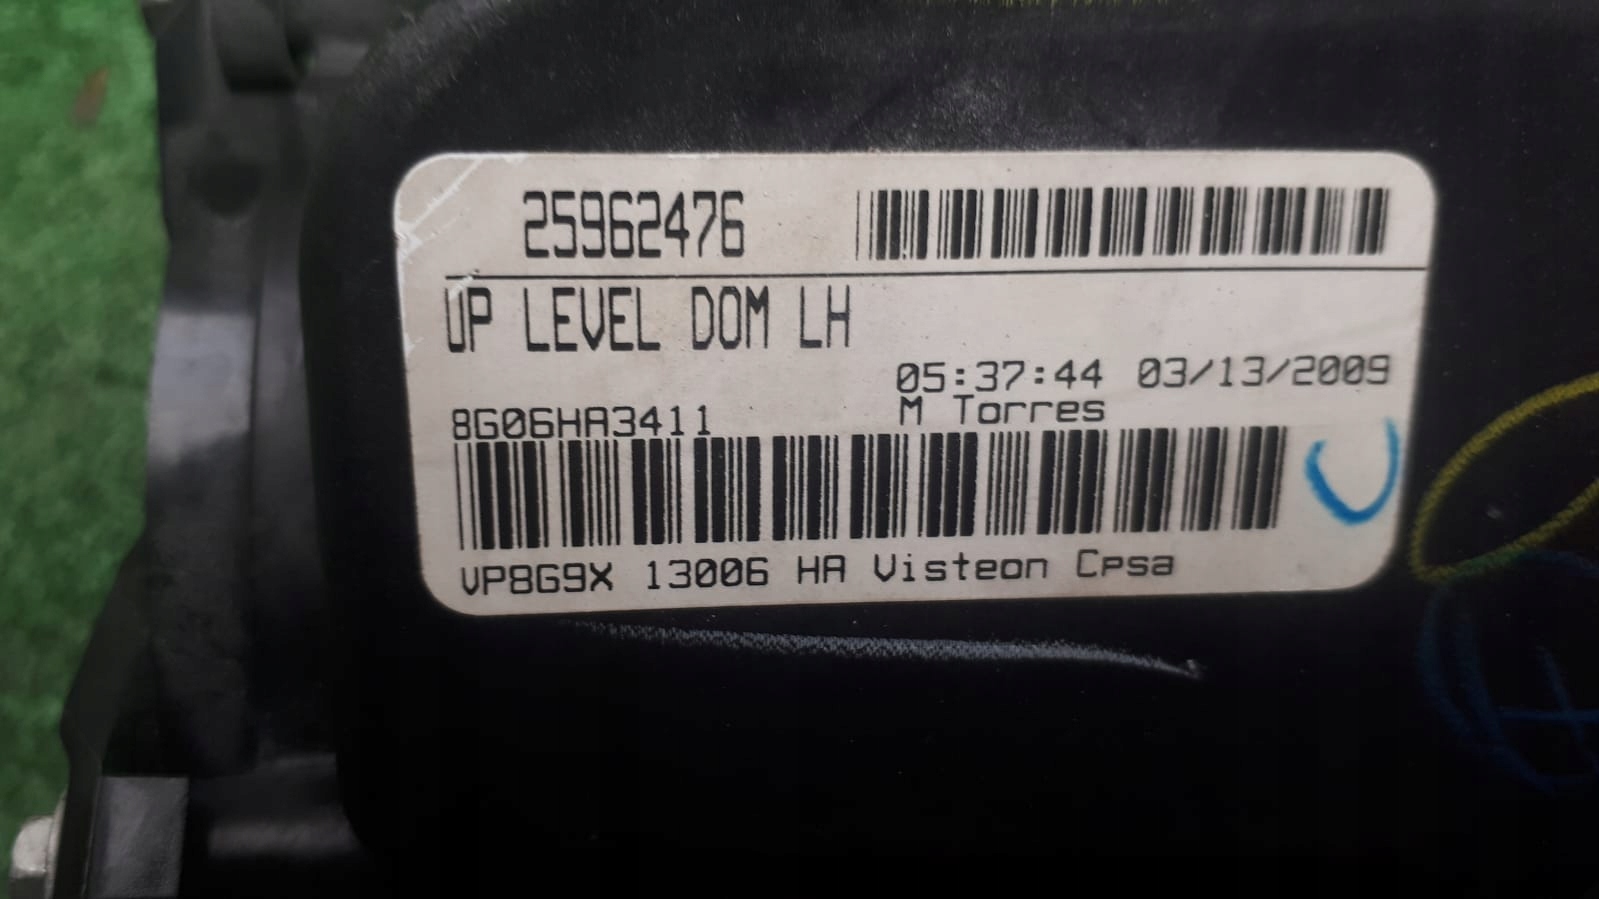 25962476
UP LEVEL DOM LH
05:37:44 03/13/2009
8G06HA3411
M Torres
VP8G9X 13006 HA Visteon Cpsa
C